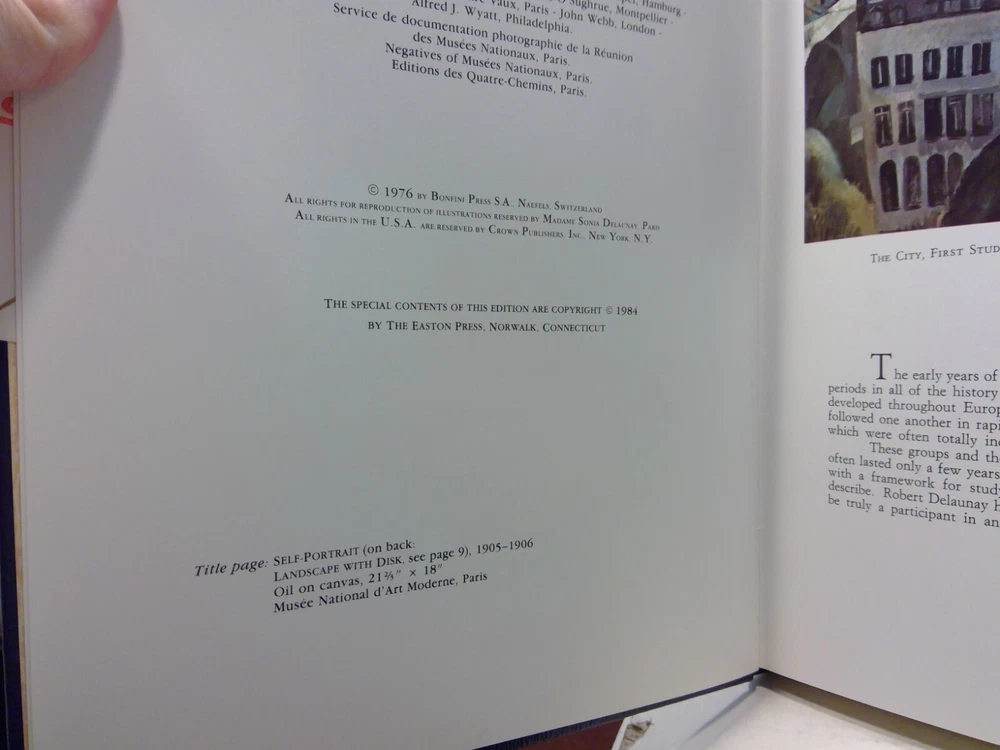 Hamburg -
Vaux, Paris - John Webb, London -
Sughrue, Montpellier -
Alfred J. Wyatt, Philadelphia.
Service de documentation photographie de la Réunion
des Musées Nationaux, Paris.
Negatives of Musées Nationaux, Paris.
Editions des Quatre-Chemins, Paris.
© 1976 by Bonfini Press S.A., Naefels, Switzerland
All rights for reproduction of illustrations reserved by Madame Sonia Delaunay, Paris
All rights in the U.S.A. are reserved by Crown Publishers, Inc., New York, N.Y.
The special contents of this edition are copyright © 1984
by The Easton Press, Norwalk, Connecticut
Title page: Self-Portrait (on back:
Landscape with Disk, see page 9), 1905–1906
Oil on canvas, 21⅔″ × 18″
Musée National d'Art Moderne, Paris
The City, First Stud
The early years of
periods in all of the history
developed throughout Europ
followed one another in rapi
which were often totally in
These groups and th
often lasted only a few years
with a framework for stud
describe. Robert Delaunay
be truly a participant in an